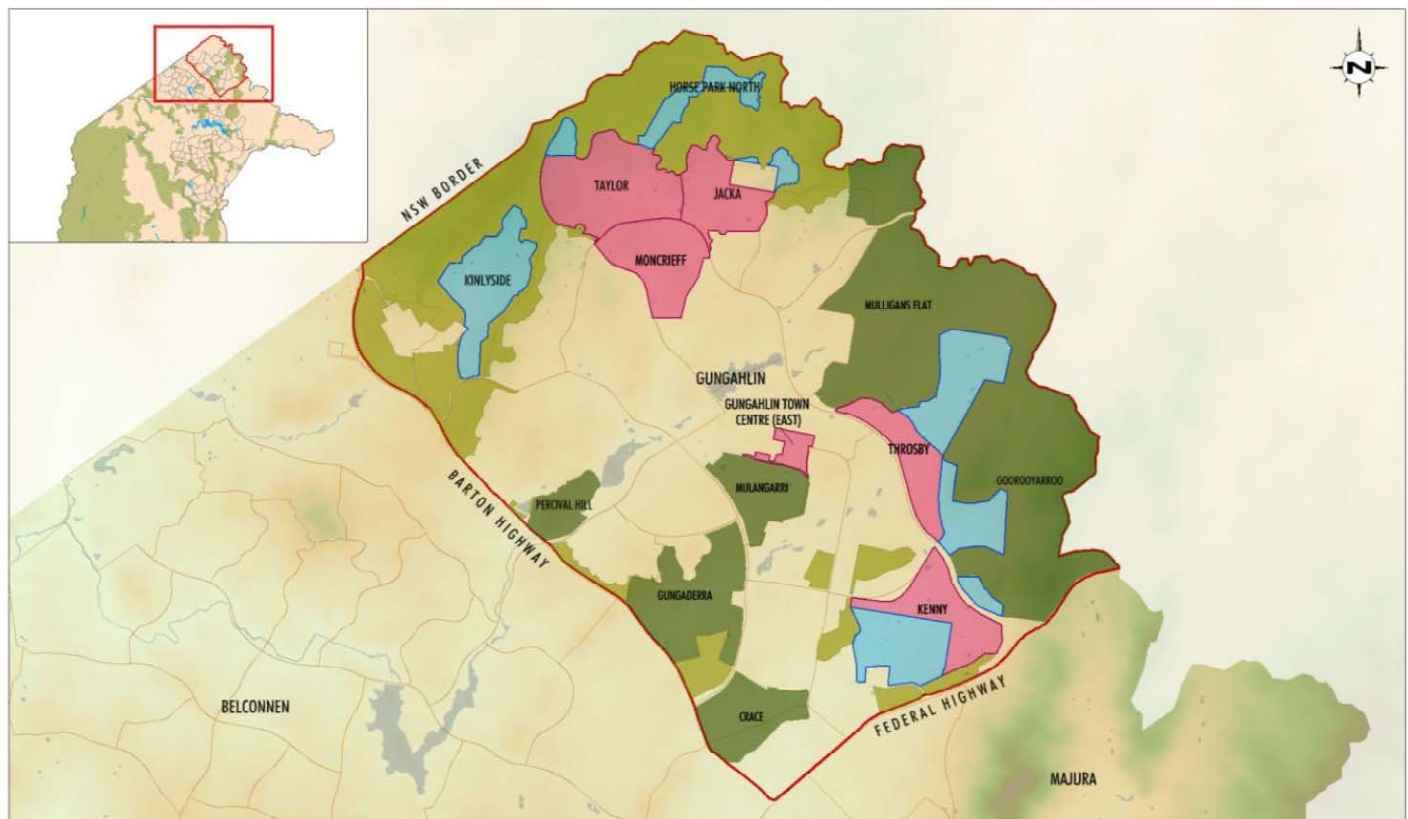 N
HORSE PARK NORTH
NSW BORDER
TAYLOR
JACKA
MONCRIEFF
KINLYSIDE
MULLIGANS FLAT
GUNGAHLIN
GUNGAHLIN TOWN
CENTRE (EAST)
THROSBY
GOOROOYARROO
MULANGARRI
PERCIVAL HILL
BARTON HIGHWAY
GUNGADERRA
KENNY
BELCONNEN
CRACE
FEDERAL HIGHWAY
MAJURA